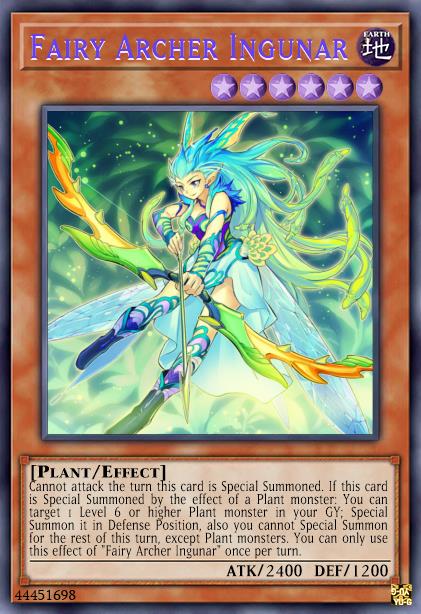 Fairy Archer Ingunar
EARTH
地
[Plant/Effect]
Cannot attack the turn this card is Special Summoned. If this card
is Special Summoned by the effect of a Plant monster: You can
target 1 Level 6 or higher Plant monster in your GY; Special
Summon it in Defense Position, also you cannot Special Summon
for the rest of this turn, except Plant monsters. You can only use
this effect of "Fairy Archer Ingunar" once per turn.
ATK/2400 DEF/1200
44451698